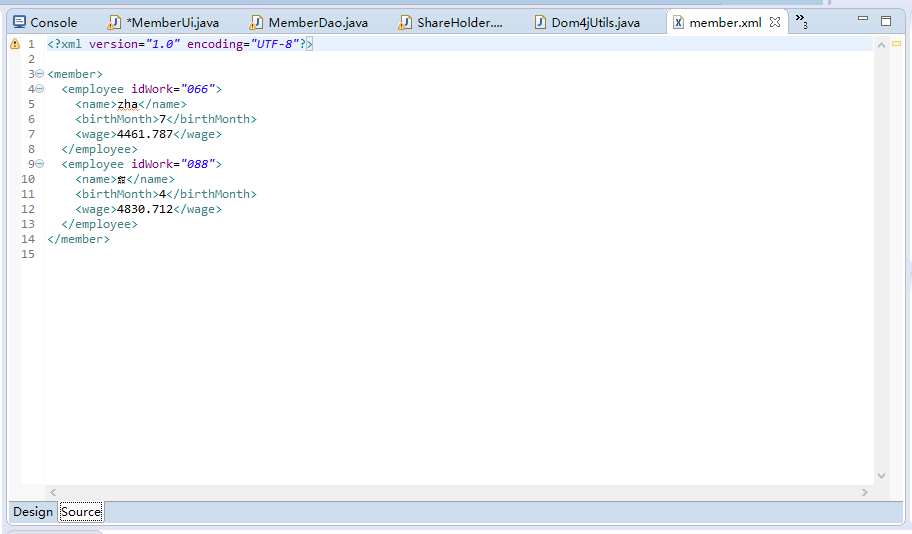 Console *MemberUi.java MemberDao.java ShareHolder.... Dom4jUtils.java member.xml »3
1 <?xml version="1.0" encoding="UTF-8"?>
2
3 <member>
4 <employee idWork="066">
5 <name>zha</name>
6 <birthMonth>7</birthMonth>
7 <wage>4461.787</wage>
8 </employee>
9 <employee idWork="088">
10 <name></name>
11 <birthMonth>4</birthMonth>
12 <wage>4830.712</wage>
13 </employee>
14 </member>
15
Design Source